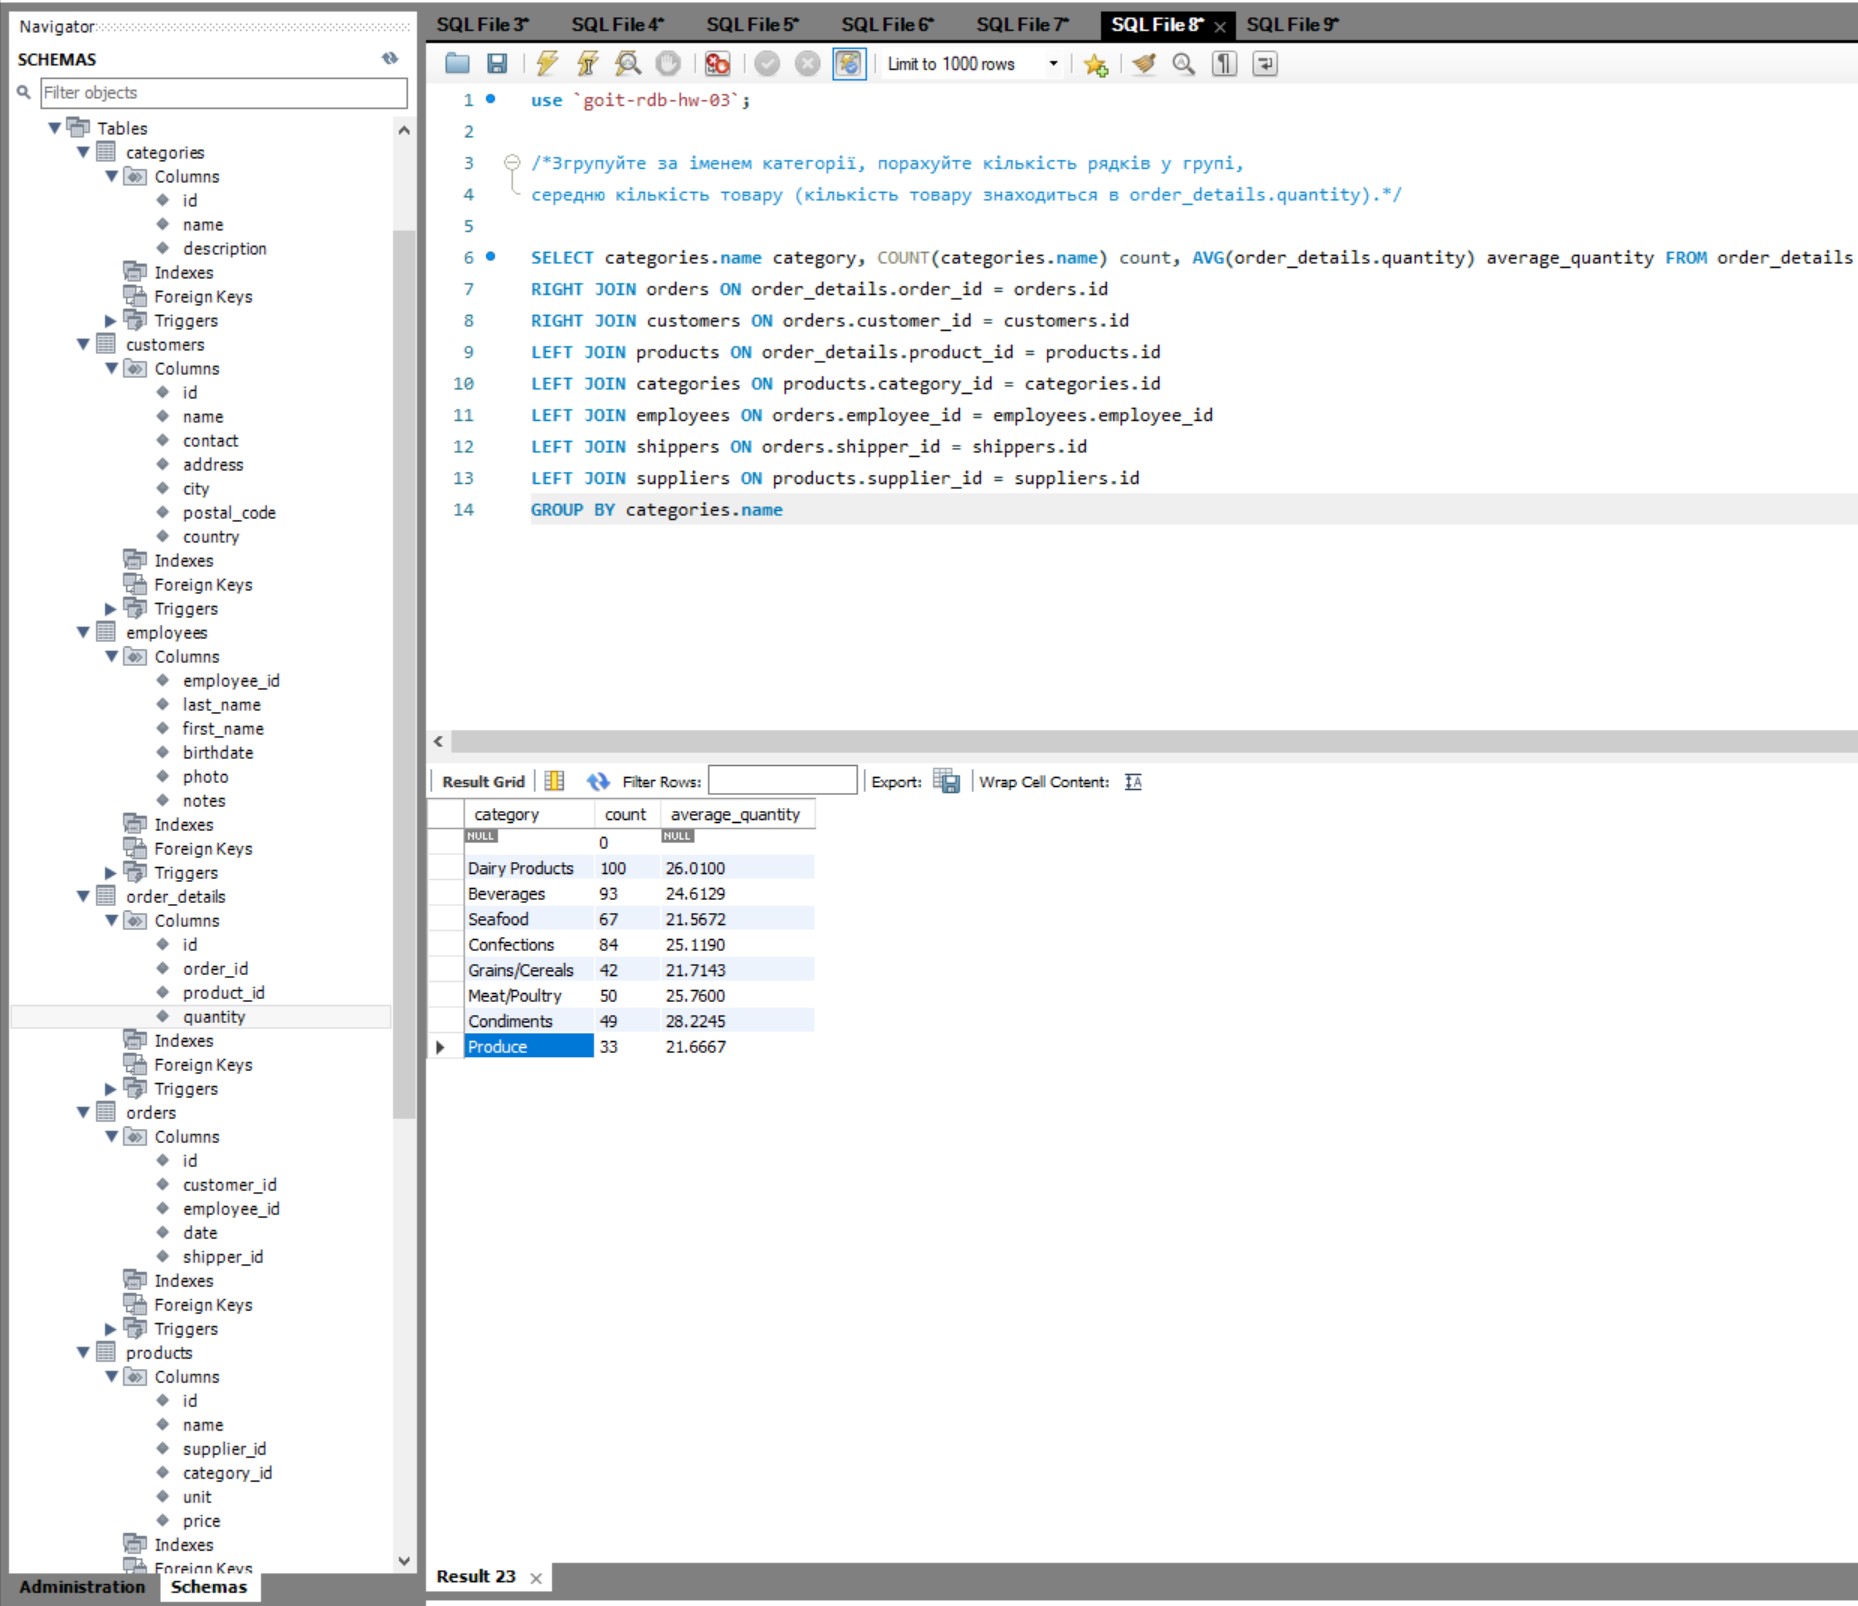 Navigator
SCHEMAS
Filter objects
Tables
categories
Columns
id
name
description
Indexes
Foreign Keys
Triggers
customers
Columns
id
name
contact
address
city
postal_code
country
Indexes
Foreign Keys
Triggers
employees
Columns
employee_id
last_name
first_name
birthdate
photo
notes
Indexes
Foreign Keys
Triggers
order_details
Columns
id
order_id
product_id
quantity
Indexes
Foreign Keys
Triggers
orders
Columns
id
customer_id
employee_id
date
shipper_id
Indexes
Foreign Keys
Triggers
products
Columns
id
name
supplier_id
category_id
unit
price
Indexes
Foreign Keys
Administration Schemas
SQL File 3* SQL File 4* SQL File 5* SQL File 6* SQL File 7* SQL File 8* SQL File 9*
Limit to 1000 rows
1 use `goit-rdb-hw-03`;
2
3 /*Згрупуйте за іменем категорії, порахуйте кількість рядків у групі,
4 середню кількість товару (кількість товару знаходиться в order_details.quantity).*/
5
6 SELECT categories.name category, COUNT(categories.name) count, AVG(order_details.quantity) average_quantity FROM order_details
7 RIGHT JOIN orders ON order_details.order_id = orders.id
8 RIGHT JOIN customers ON orders.customer_id = customers.id
9 LEFT JOIN products ON order_details.product_id = products.id
10 LEFT JOIN categories ON products.category_id = categories.id
11 LEFT JOIN employees ON orders.employee_id = employees.employee_id
12 LEFT JOIN shippers ON orders.shipper_id = shippers.id
13 LEFT JOIN suppliers ON products.supplier_id = suppliers.id
14 GROUP BY categories.name
Result Grid Filter Rows: Export: Wrap Cell Content:
category count average_quantity
NULL 0 NULL
Dairy Products 100 26.0100
Beverages 93 24.6129
Seafood 67 21.5672
Confections 84 25.1190
Grains/Cereals 42 21.7143
Meat/Poultry 50 25.7600
Condiments 49 28.2245
Produce 33 21.6667
Result 23